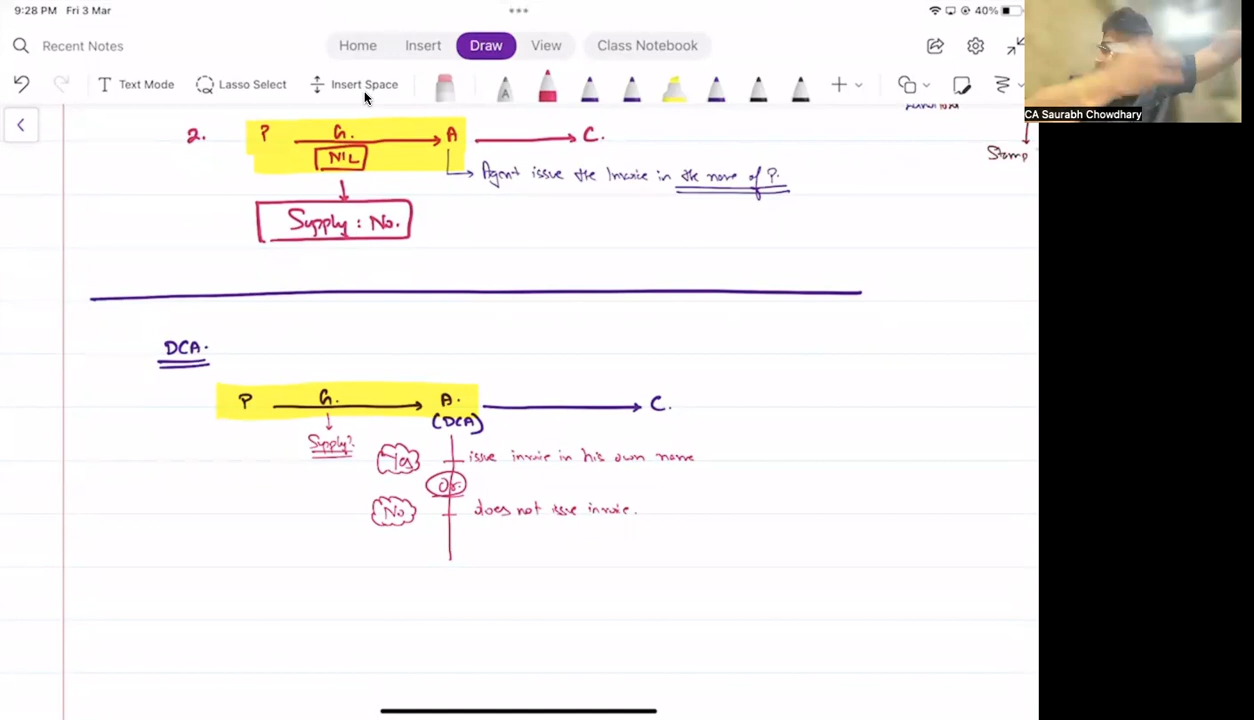 9:28 PM Fri 3 Mar
40%
Recent Notes
Home Insert Draw View Class Notebook
Text Mode Lasso Select Insert Space
CA Saurabh Chowdhary
2. P G. A C.
NIL
Stamp
Agent issue the Invoice in the name of P.
Supply : No.
DCA.
P G. A. C.
(DCA)
Supply?
Yes issue invoice in his own name
Or.
No does not issue invoice.